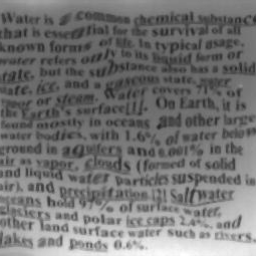 Water is a common chemical substance
that is essential for the survival of all
known forms of life. In typical usage,
water refers only to its liquid form or
state, but the substance also has a solid
state, ice, and a gaseous state, water
vapor or steam. Water covers 71% of
the Earth's surface[1]. On Earth, it is
found mostly in oceans and other large
water bodies, with 1.6% of water below
ground in aquifers and 0.001% in the
air as vapor, clouds (formed of solid
and liquid water particles suspended in
air), and precipitation.[2] Saltwater
oceans hold 97% of surface water,
glaciers and polar ice caps 2.4%, and
other land surface water such as rivers,
lakes and ponds 0.6%.